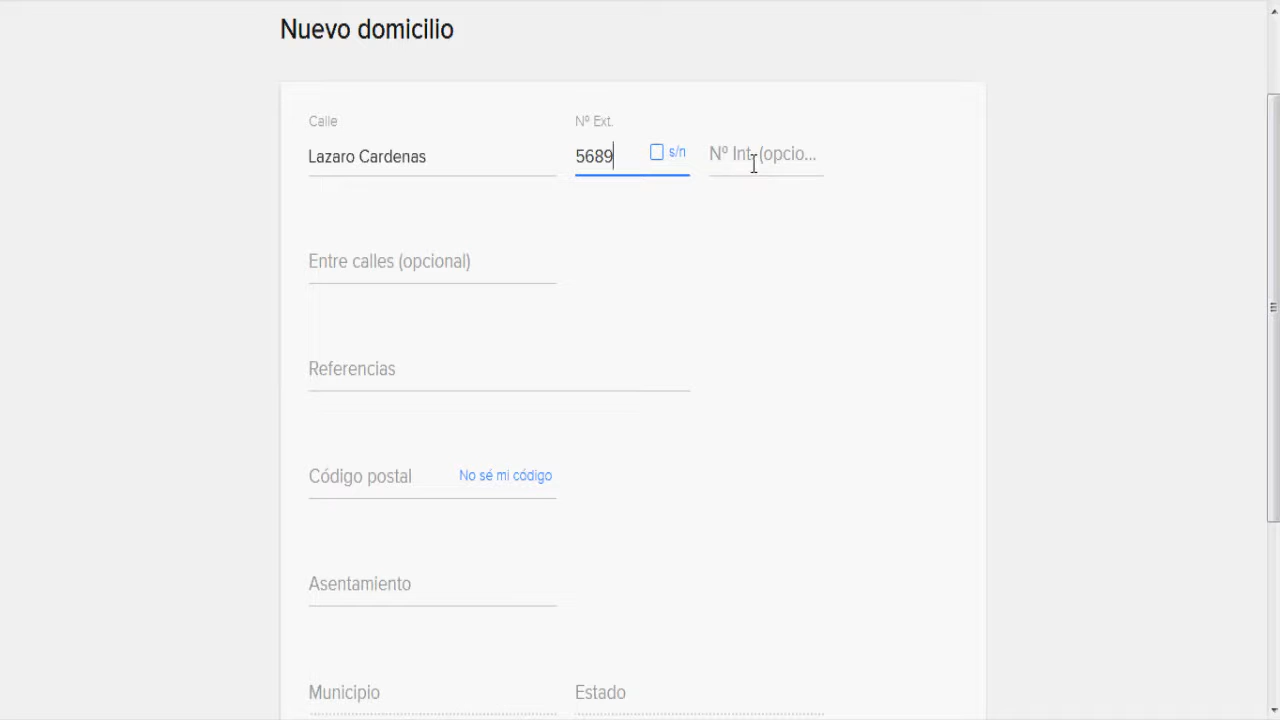 Nuevo domicilio
Calle
Nº Ext.
Lazaro Cardenas
5689
s/n
Nº Int. (opcio...
Entre calles (opcional)
Referencias
Código postal
No sé mi código
Asentamiento
Municipio
Estado